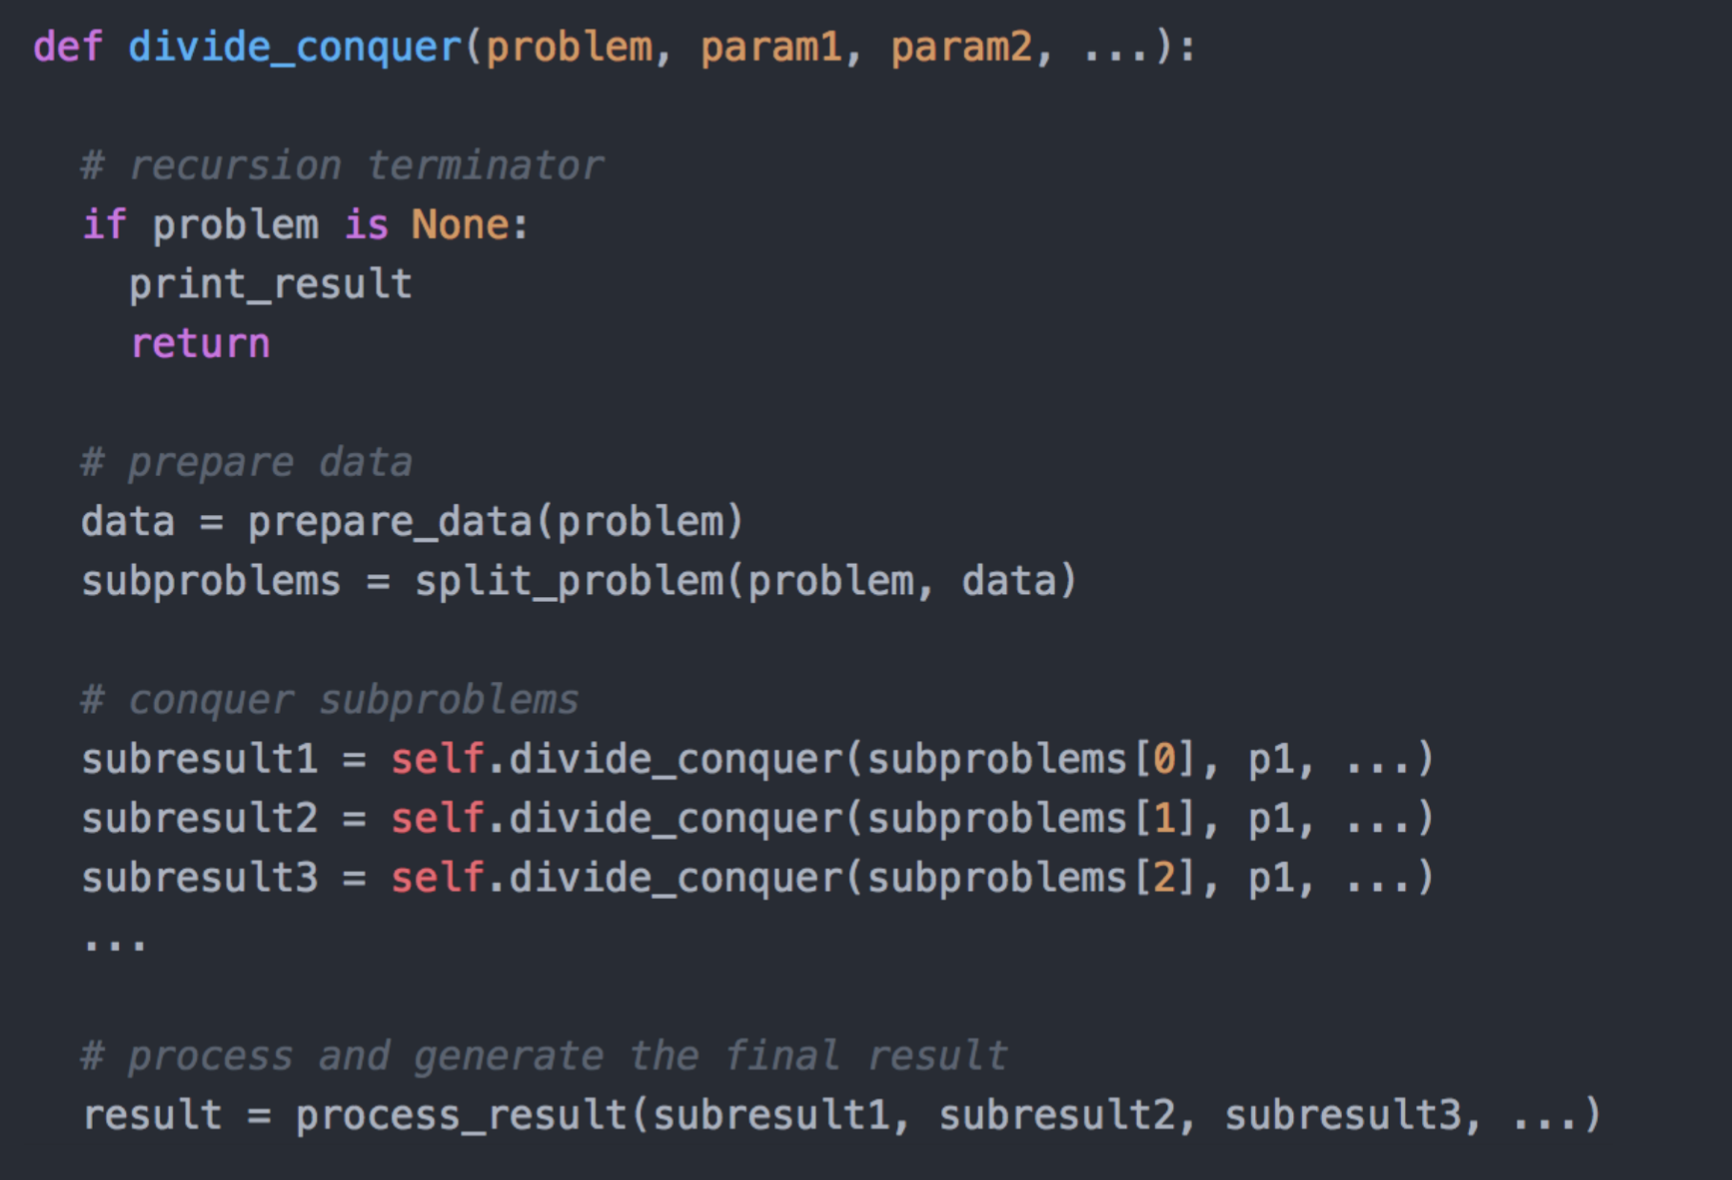 def divide_conquer(problem, param1, param2, ...):
# recursion terminator
if problem is None:
print_result
return
# prepare data
data = prepare_data(problem)
subproblems = split_problem(problem, data)
# conquer subproblems
subresult1 = self.divide_conquer(subproblems[0], p1, ...)
subresult2 = self.divide_conquer(subproblems[1], p1, ...)
subresult3 = self.divide_conquer(subproblems[2], p1, ...)
...
# process and generate the final result
result = process_result(subresult1, subresult2, subresult3, ...)